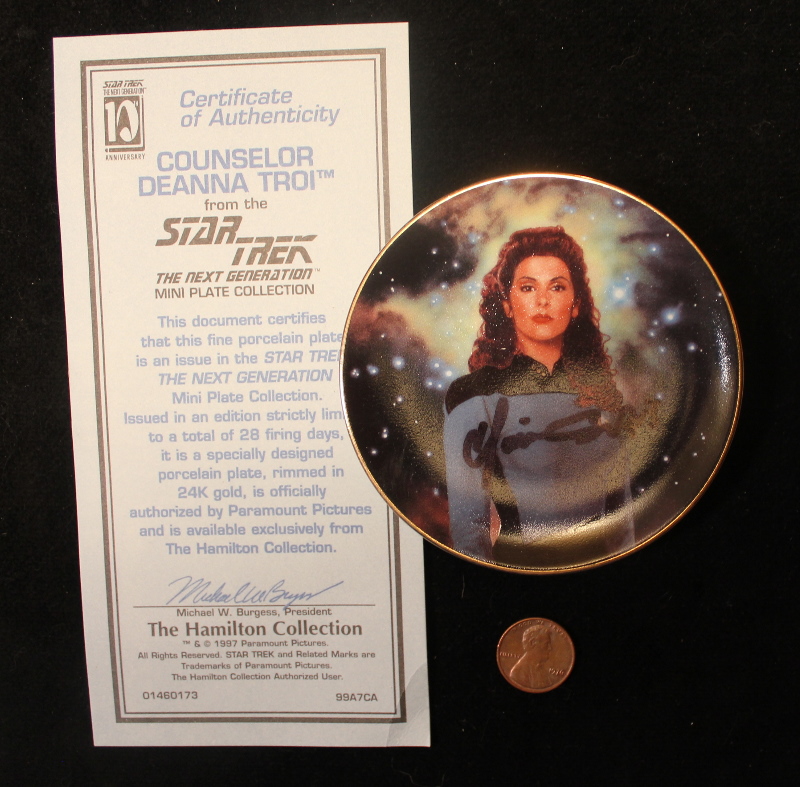 STAR TREK
THE NEXT GENERATION
10th
ANNIVERSARY
Certificate
of Authenticity
COUNSELOR
DEANNA TROI™
from the
STAR TREK
THE NEXT GENERATION™
MINI PLATE COLLECTION
This document certifies
that this fine porcelain plate
is an issue in the STAR TRE
THE NEXT GENERATION
Mini Plate Collection.
Issued in an edition strictly lim
to a total of 28 firing days,
it is a specially designed
porcelain plate, rimmed in
24K gold, is officially
authorized by Paramount Pictures
and is available exclusively from
The Hamilton Collection.
Michael W. Burgess, President
The Hamilton Collection
™ & © 1997 Paramount Pictures.
All Rights Reserved. STAR TREK and Related Marks are
Trademarks of Paramount Pictures.
The Hamilton Collection Authorized User.
01460173 99A7CA